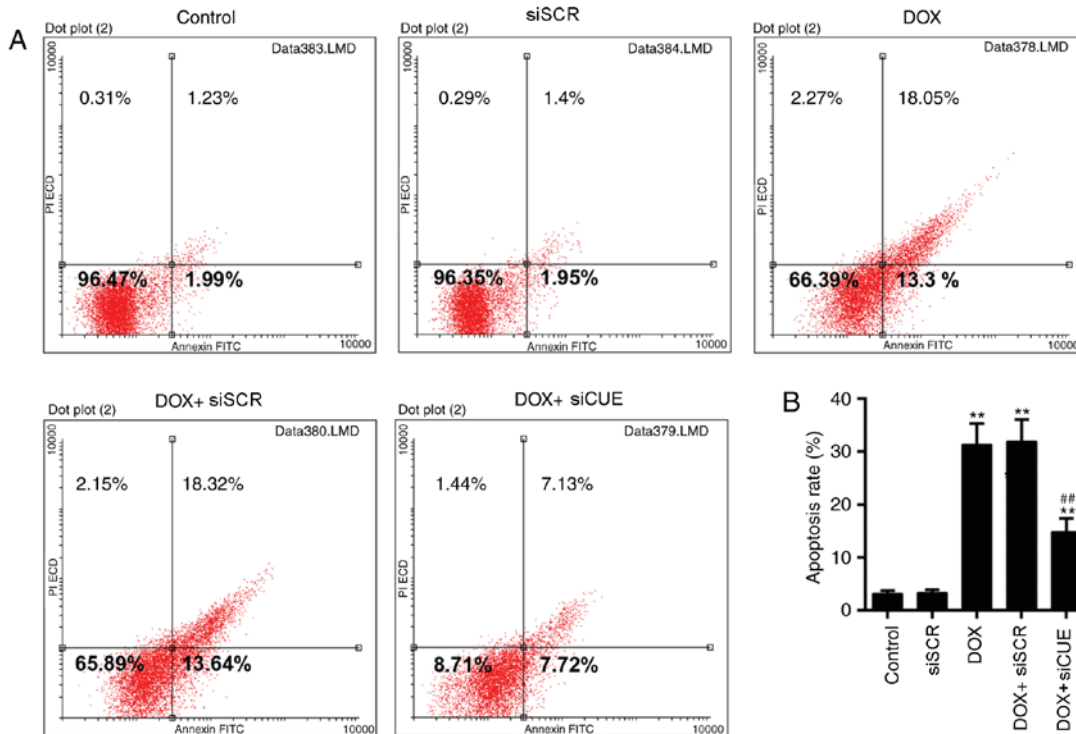 A
Control
Dot plot (2)
Data383.LMD
10000
0.31%
1.23%
PI ECD
96.47%
1.99%
Annexin FITC
10000
siSCR
Dot plot (2)
Data384.LMD
10000
0.29%
1.4%
PI ECD
96.35%
1.95%
Annexin FITC
10000
DOX
Dot plot (2)
Data378.LMD
10000
2.27%
18.05%
PI ECD
66.39%
13.3 %
Annexin FITC
10000
DOX+ siSCR
Dot plot (2)
Data380.LMD
10000
2.15%
18.32%
PI ECD
65.89%
13.64%
Annexin FITC
10000
DOX+ siCUE
Dot plot (2)
Data379.LMD
10000
1.44%
7.13%
PI ECD
8.71%
7.72%
Annexin FITC
10000
B
Apoptosis rate (%)
40
30
20
10
0
**
**
##
**
Control
siSCR
DOX
DOX+ siSCR
DOX+ siCUE